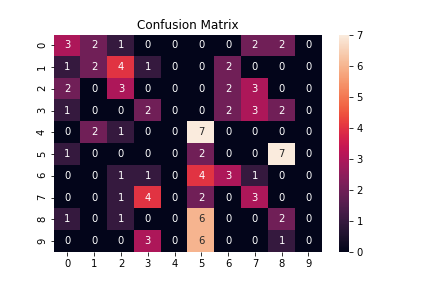 Confusion Matrix
0 3 2 1 0 0 0 0 2 2 0
1 1 2 4 1 0 0 2 0 0 0
2 2 0 3 0 0 0 2 3 0 0
3 1 0 0 2 0 0 2 3 2 0
4 0 2 1 0 0 7 0 0 0 0
5 1 0 0 0 0 2 0 0 7 0
6 0 0 1 1 0 4 3 1 0 0
7 0 0 1 4 0 2 0 3 0 0
8 1 0 1 0 0 6 0 0 2 0
9 0 0 0 3 0 6 0 0 1 0
0 1 2 3 4 5 6 7 8 9
7
6
5
4
3
2
1
0